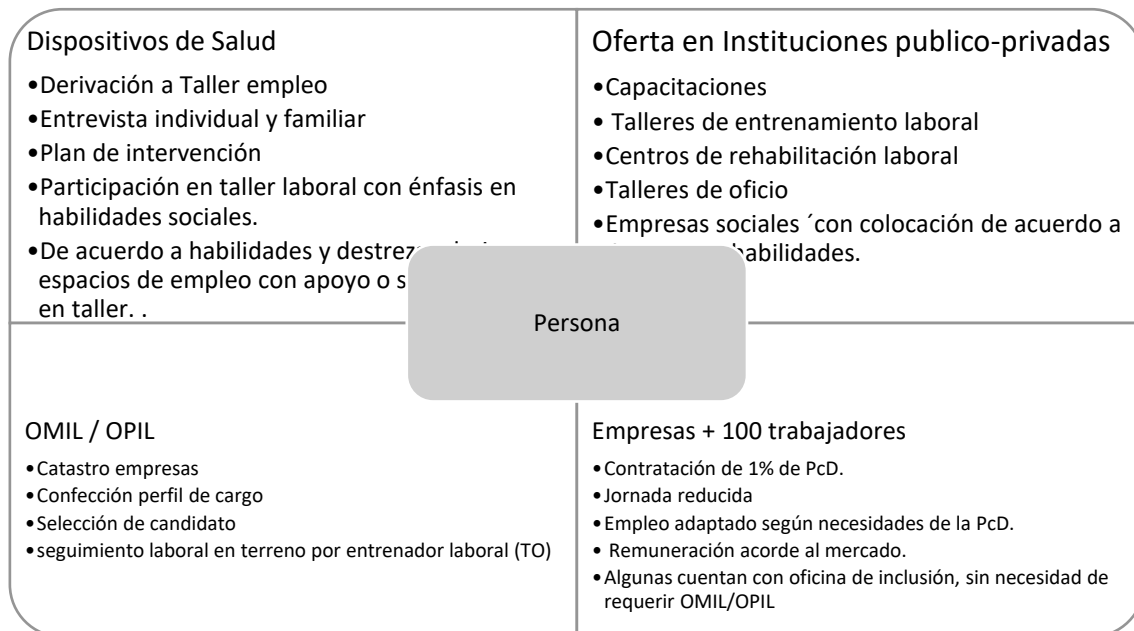 Dispositivos de Salud
•Derivación a Taller empleo
•Entrevista individual y familiar
•Plan de intervención
•Participación en taller laboral con énfasis en
habilidades sociales.
•De acuerdo a habilidades y
espacios de empleo con apoyo o
en taller. .
Oferta en Instituciones publico-privadas
•Capacitaciones
• Talleres de entrenamiento laboral
•Centros de rehabilitación laboral
•Talleres de oficio
•Empresas sociales ´con colocación de acuerdo a
habilidades.
Persona
OMIL / OPIL
•Catastro empresas
•Confección perfil de cargo
•Selección de candidato
•seguimiento laboral en terreno por entrenador laboral (TO)
Empresas + 100 trabajadores
•Contratación de 1% de PcD.
•Jornada reducida
•Empleo adaptado según necesidades de la PcD.
• Remuneración acorde al mercado.
•Algunas cuentan con oficina de inclusión, sin necesidad de
requerir OMIL/OPIL